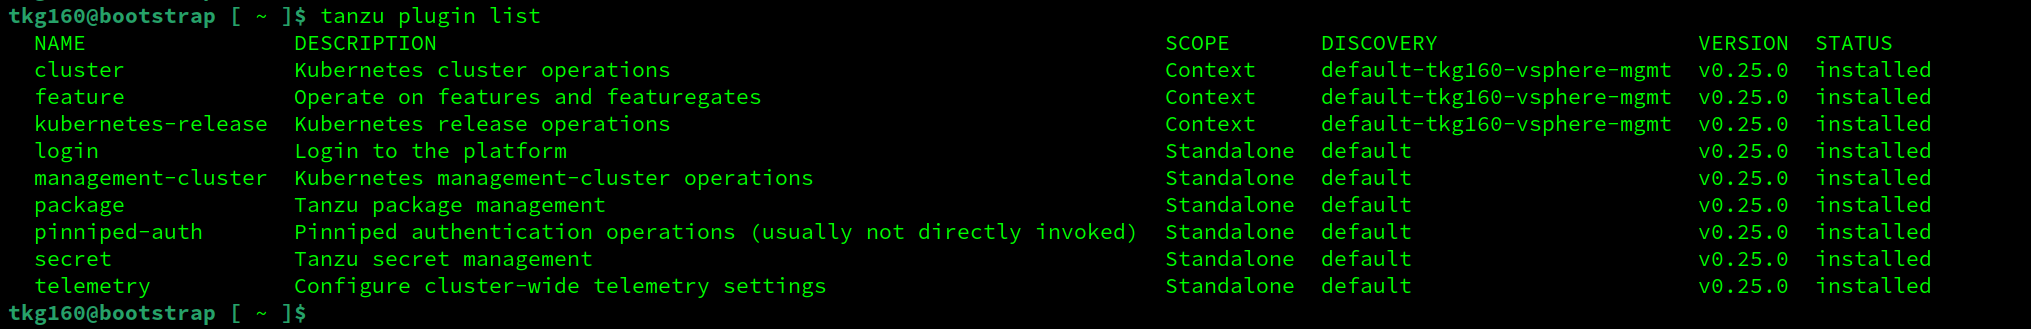 tkg160@bootstrap [ ~ ]$ tanzu plugin list
  NAME                DESCRIPTION                                                        SCOPE       DISCOVERY                    VERSION  STATUS
  cluster             Kubernetes cluster operations                                      Context     default-tkg160-vsphere-mgmt  v0.25.0  installed
  feature             Operate on features and featuregates                               Context     default-tkg160-vsphere-mgmt  v0.25.0  installed
  kubernetes-release  Kubernetes release operations                                      Context     default-tkg160-vsphere-mgmt  v0.25.0  installed
  login               Login to the platform                                              Standalone  default                      v0.25.0  installed
  management-cluster  Kubernetes management-cluster operations                           Standalone  default                      v0.25.0  installed
  package             Tanzu package management                                           Standalone  default                      v0.25.0  installed
  pinniped-auth       Pinniped authentication operations (usually not directly invoked)  Standalone  default                      v0.25.0  installed
  secret              Tanzu secret management                                            Standalone  default                      v0.25.0  installed
  telemetry           Configure cluster-wide telemetry settings                          Standalone  default                      v0.25.0  installed
tkg160@bootstrap [ ~ ]$